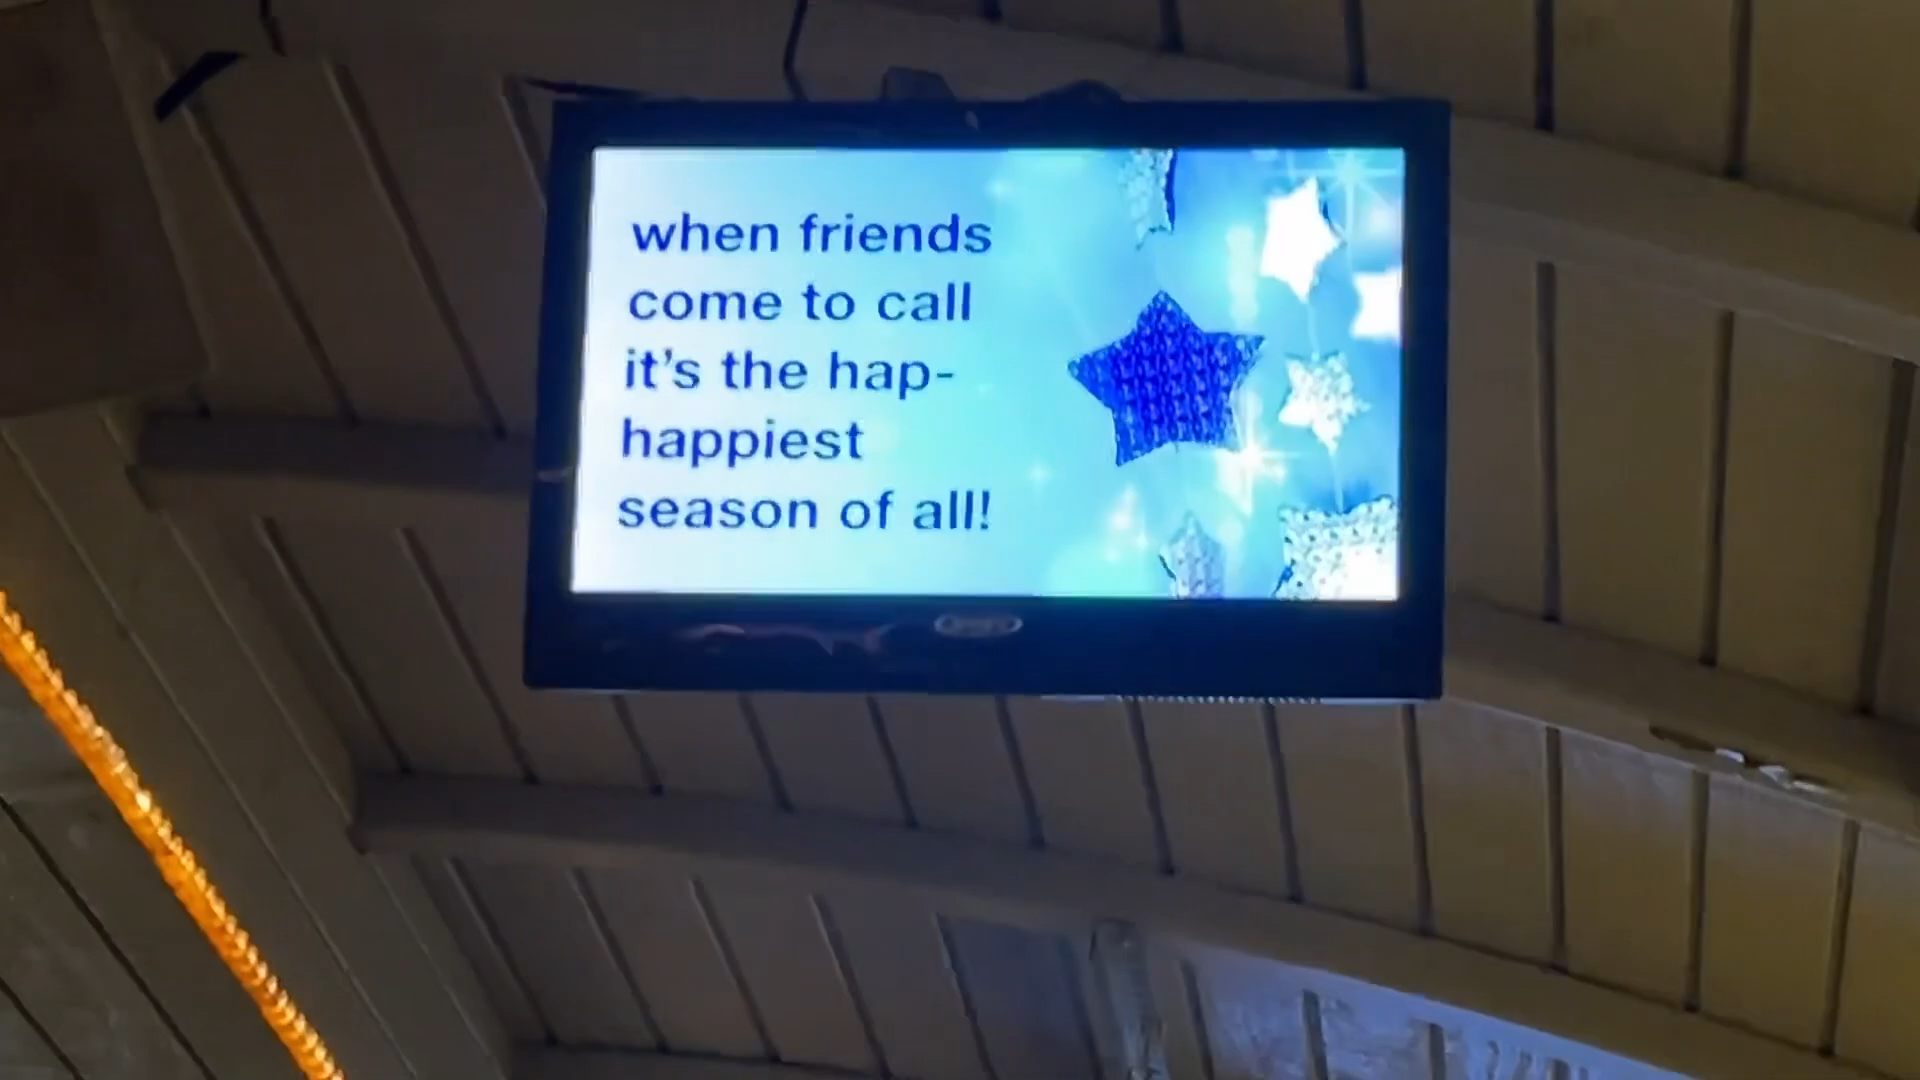 when friends
come to call
it's the hap-
happiest
season of all!